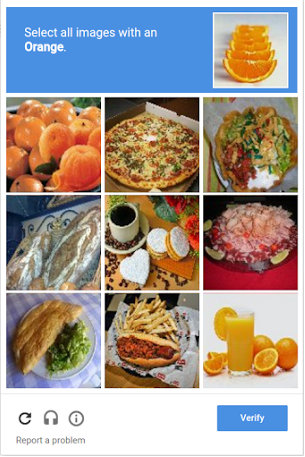 Select all images with an
Orange.
Verify
Report a problem